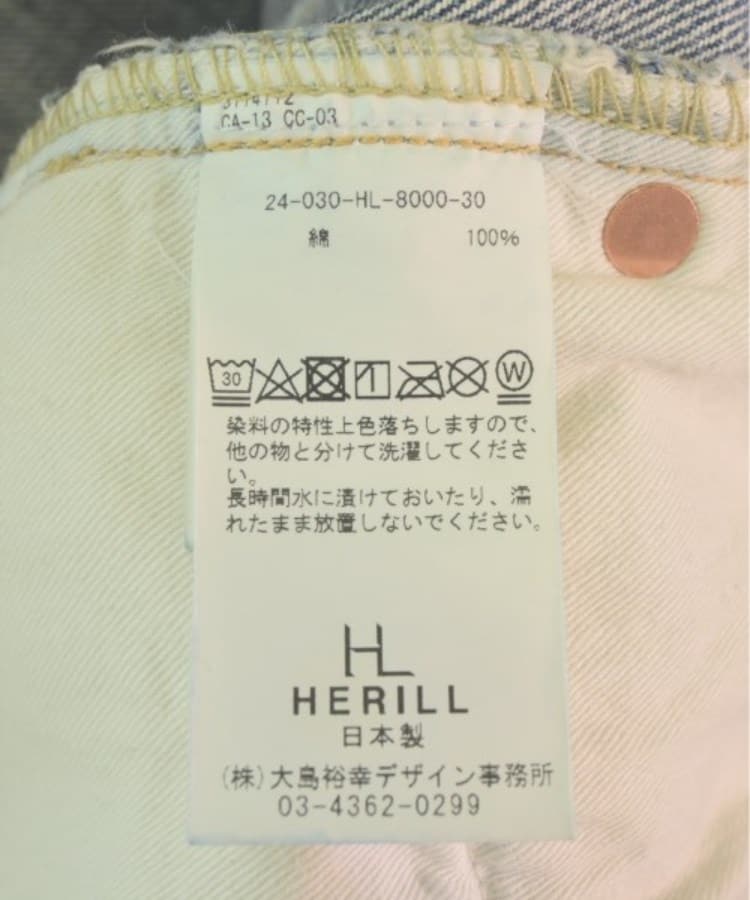 CA-13 CC-03
24-030-HL-8000-30
綿 100%
30 W
染料の特性上色落ちしますので、
他の物と分けて洗濯してくださ
い。
長時間水に漬けておいたり、濡
れたまま放置しないでください。
HL
HERILL
日本製
(株)大島裕幸デザイン事務所
03-4362-0299